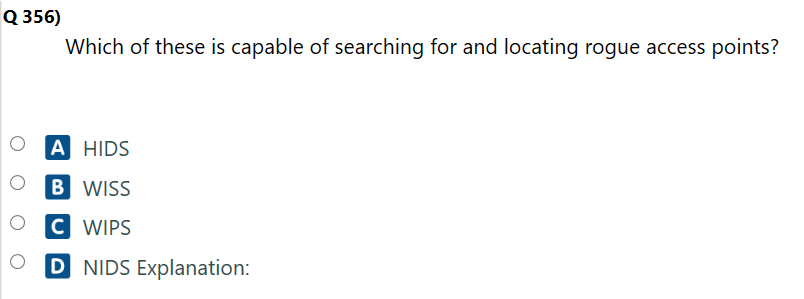 Q 356)
Which of these is capable of searching for and locating rogue access points?
A HIDS
B WISS
C WIPS
D NIDS Explanation: